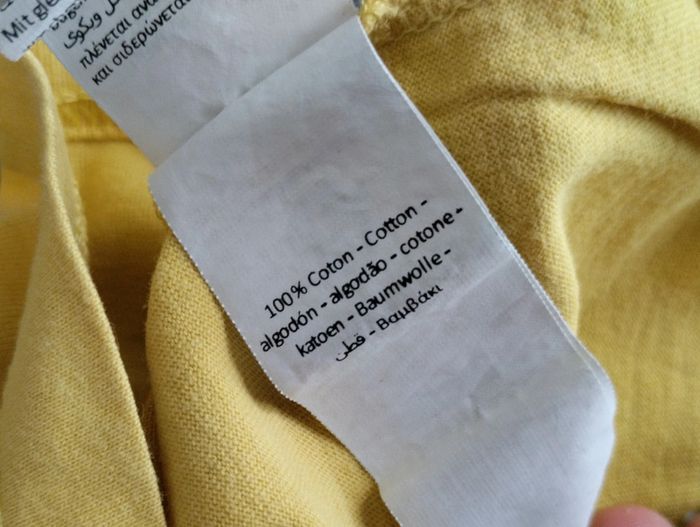 Mit gle
πλένεται ανά
και σιδερώνετα
100% Coton - Cotton -
algodón - algodão - cotone -
katoen - Baumwolle -
قطن - Βαμβάκι